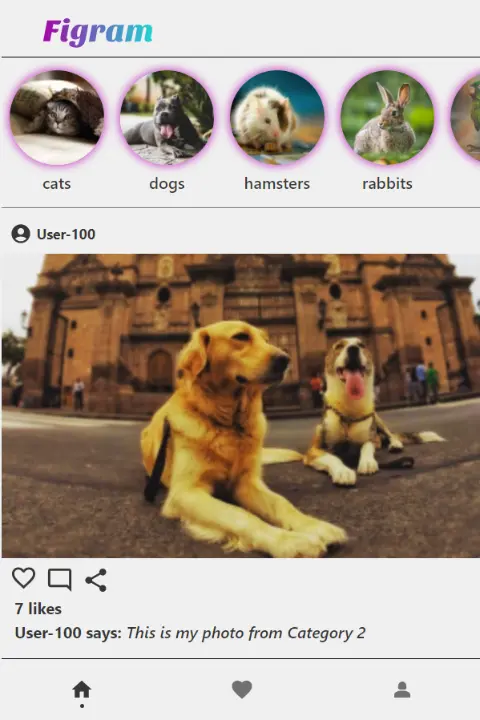 Figram
cats
dogs
hamsters
rabbits
User-100
7 likes
User-100 says: This is my photo from Category 2